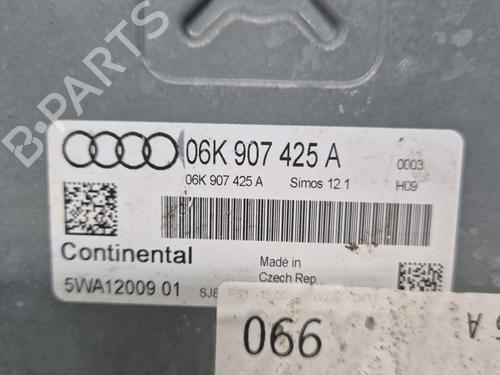 B-PARTS
06K 907 425 A
0003
06K 907 425 A Simos 12.1 H09
Continental
Made in
Czech Rep.
5WA12009 01
066
A